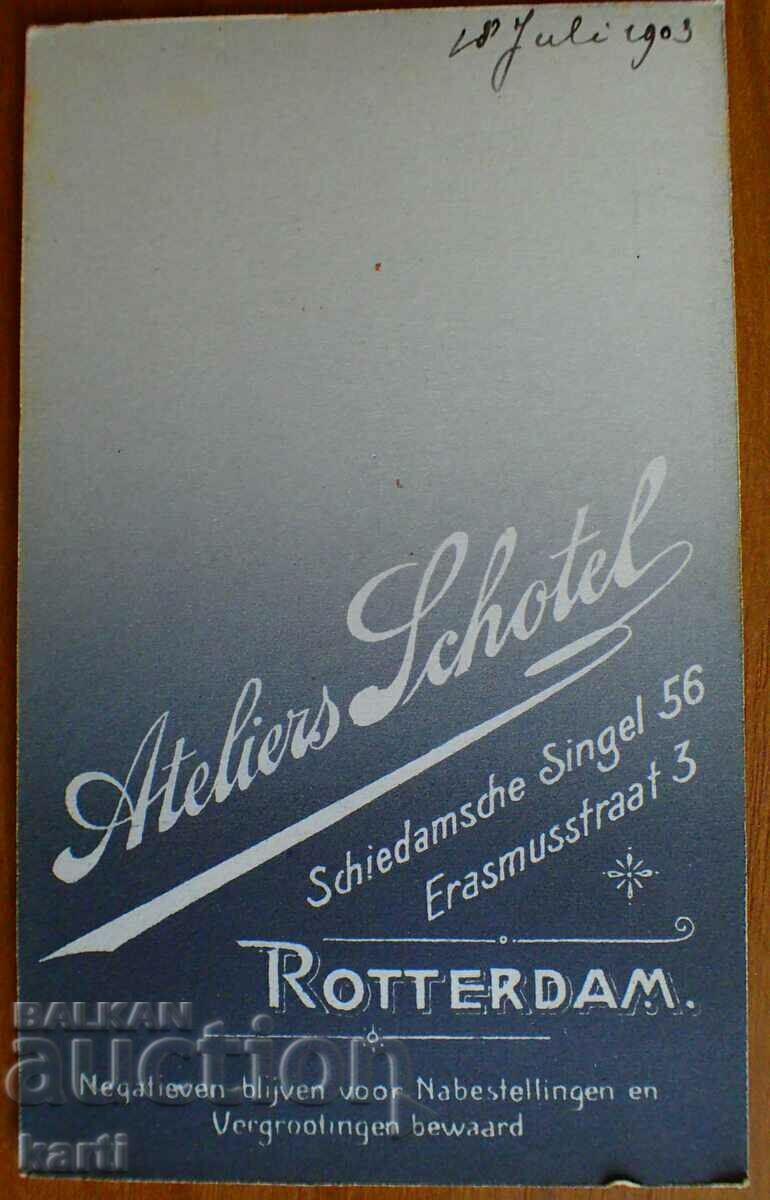 18 Juli 1903
Ateliers Schotel
Schiedamsche Singel 56
Erasmusstraat 3
ROTTERDAM.
Negatieven blijven voor Nabestellingen en
Vergrootingen bewaard
BALKAN
auction
karti